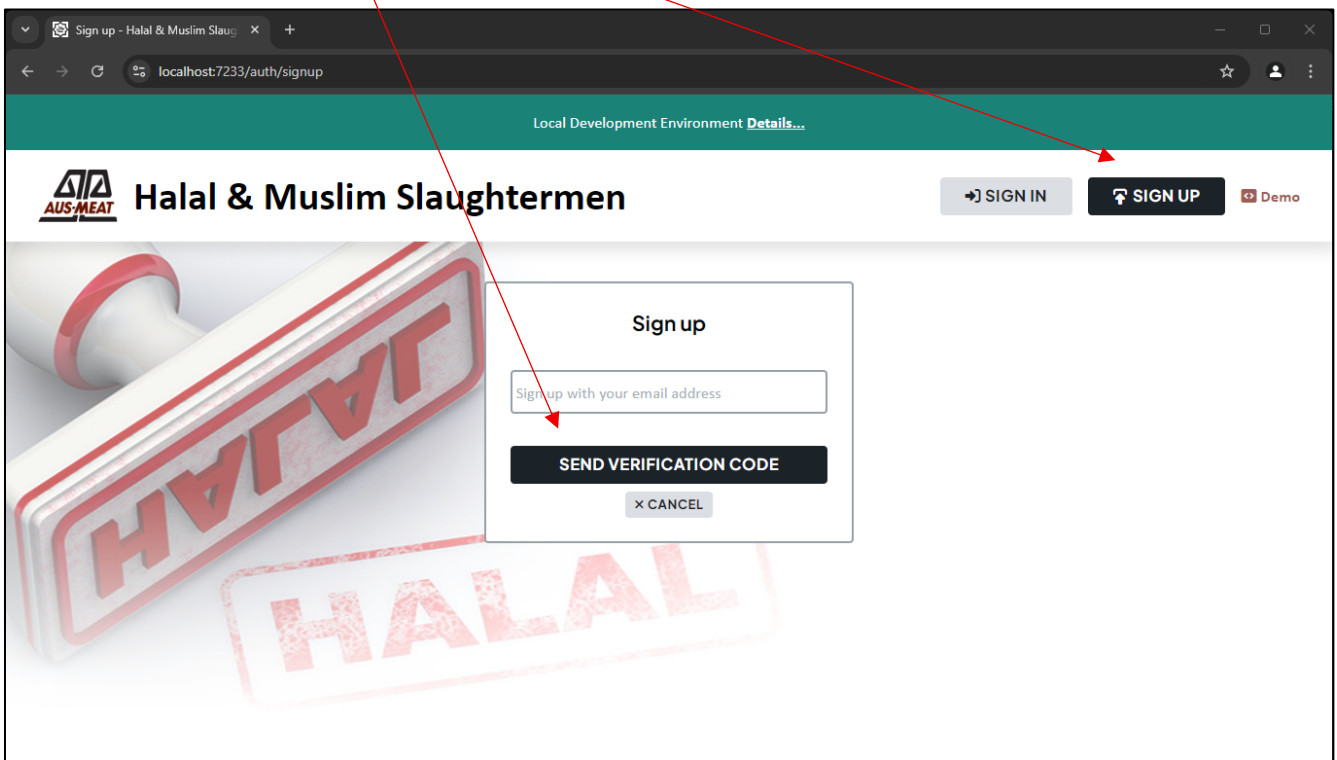 Sign up - Halal & Muslim Slaug
localhost:7233/auth/signup
Local Development Environment Details...
AUS-MEAT
Halal & Muslim Slaughtermen
SIGN IN
SIGN UP
Demo
HALAL
Sign up
Sign up with your email address
SEND VERIFICATION CODE
× CANCEL
HALAL